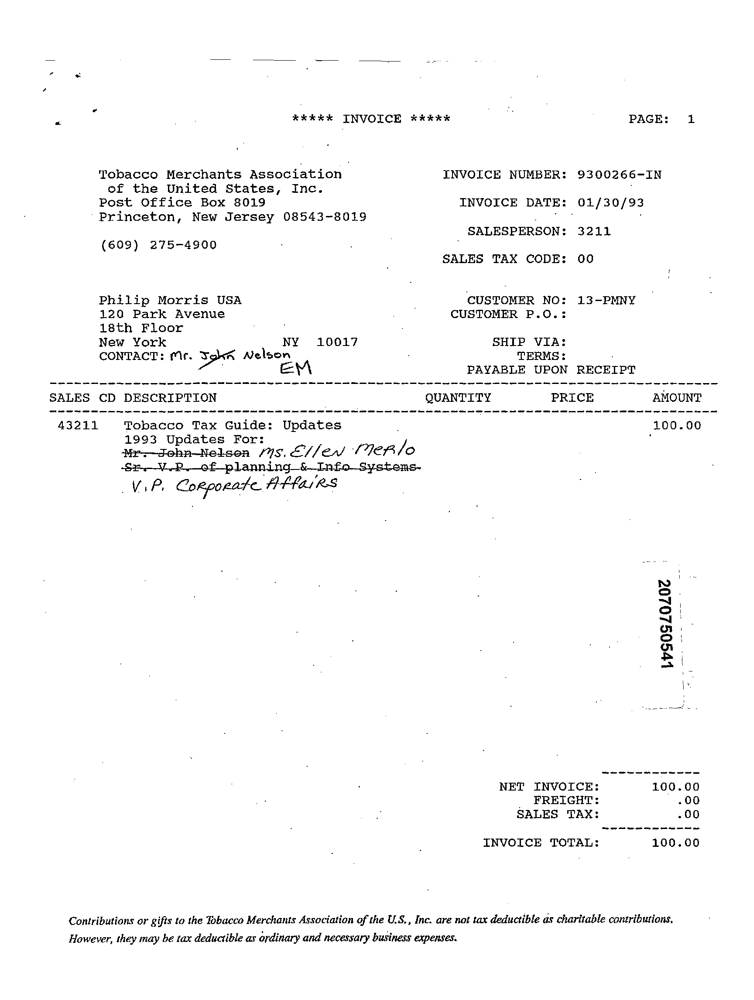 ***** INVOICE ***** PAGE: 1
Tobacco Merchants Association
of the United States, Inc.
Post Office Box 8019
Princeton, New Jersey 08543-8019
(609) 275-4900
INVOICE NUMBER: 9300266-IN
INVOICE DATE: 01/30/93
SALESPERSON: 3211
SALES TAX CODE: 00
Philip Morris USA
120 Park Avenue
18th Floor
New York NY 10017
CONTACT: Mr. John Nelson
EM
CUSTOMER NO: 13-PMNY
CUSTOMER P.O.:
SHIP VIA:
TERMS:
PAYABLE UPON RECEIPT
SALES CD DESCRIPTION QUANTITY PRICE AMOUNT
43211 Tobacco Tax Guide: Updates 100.00
1993 Updates For:
Mr. John Nelson Ms. Ellen Merlo
Sr. V.P. of planning & Info Systems
V.P. Corporate Affairs
2070750541
NET INVOICE: 100.00
FREIGHT: .00
SALES TAX: .00
INVOICE TOTAL: 100.00
Contributions or gifts to the Tobacco Merchants Association of the U.S., Inc. are not tax deductible as charitable contributions.
However, they may be tax deductible as ordinary and necessary business expenses.